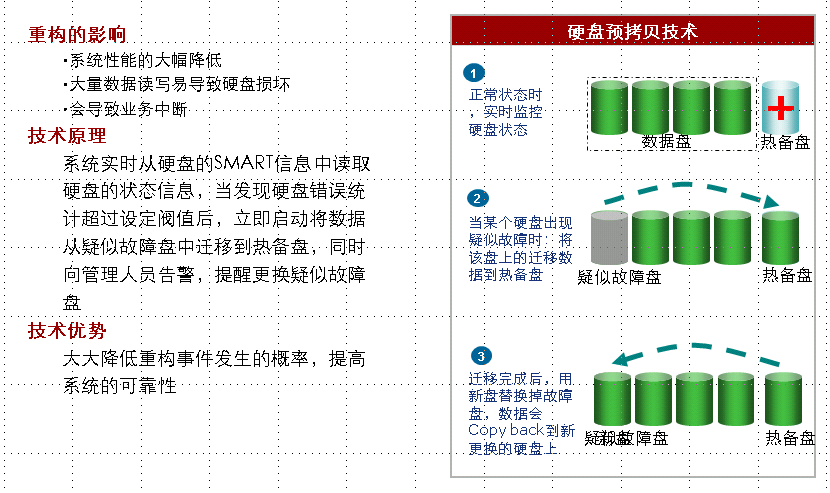 重构的影响
•系统性能的大幅降低
•大量数据读写易导致硬盘损坏
•会导致业务中断
技术原理
系统实时从硬盘的SMART信息中读取
硬盘的状态信息，当发现硬盘错误统
计超过设定阀值后，立即启动将数据
从疑似故障盘中迁移到热备盘，同时
向管理人员告警，提醒更换疑似故障
盘
技术优势
大大降低重构事件发生的概率，提高
系统的可靠性
硬盘预拷贝技术
1
正常状态时
，实时监控
硬盘状态
数据盘
热备盘
2
当某个硬盘出现
疑似故障时：将
该盘上的迁移数
据到热备盘
疑似故障盘
热备盘
3
迁移完成后，用
新盘替换掉故障
盘，数据会
Copy back到新
更换的硬盘上
疑似故障盘
热备盘